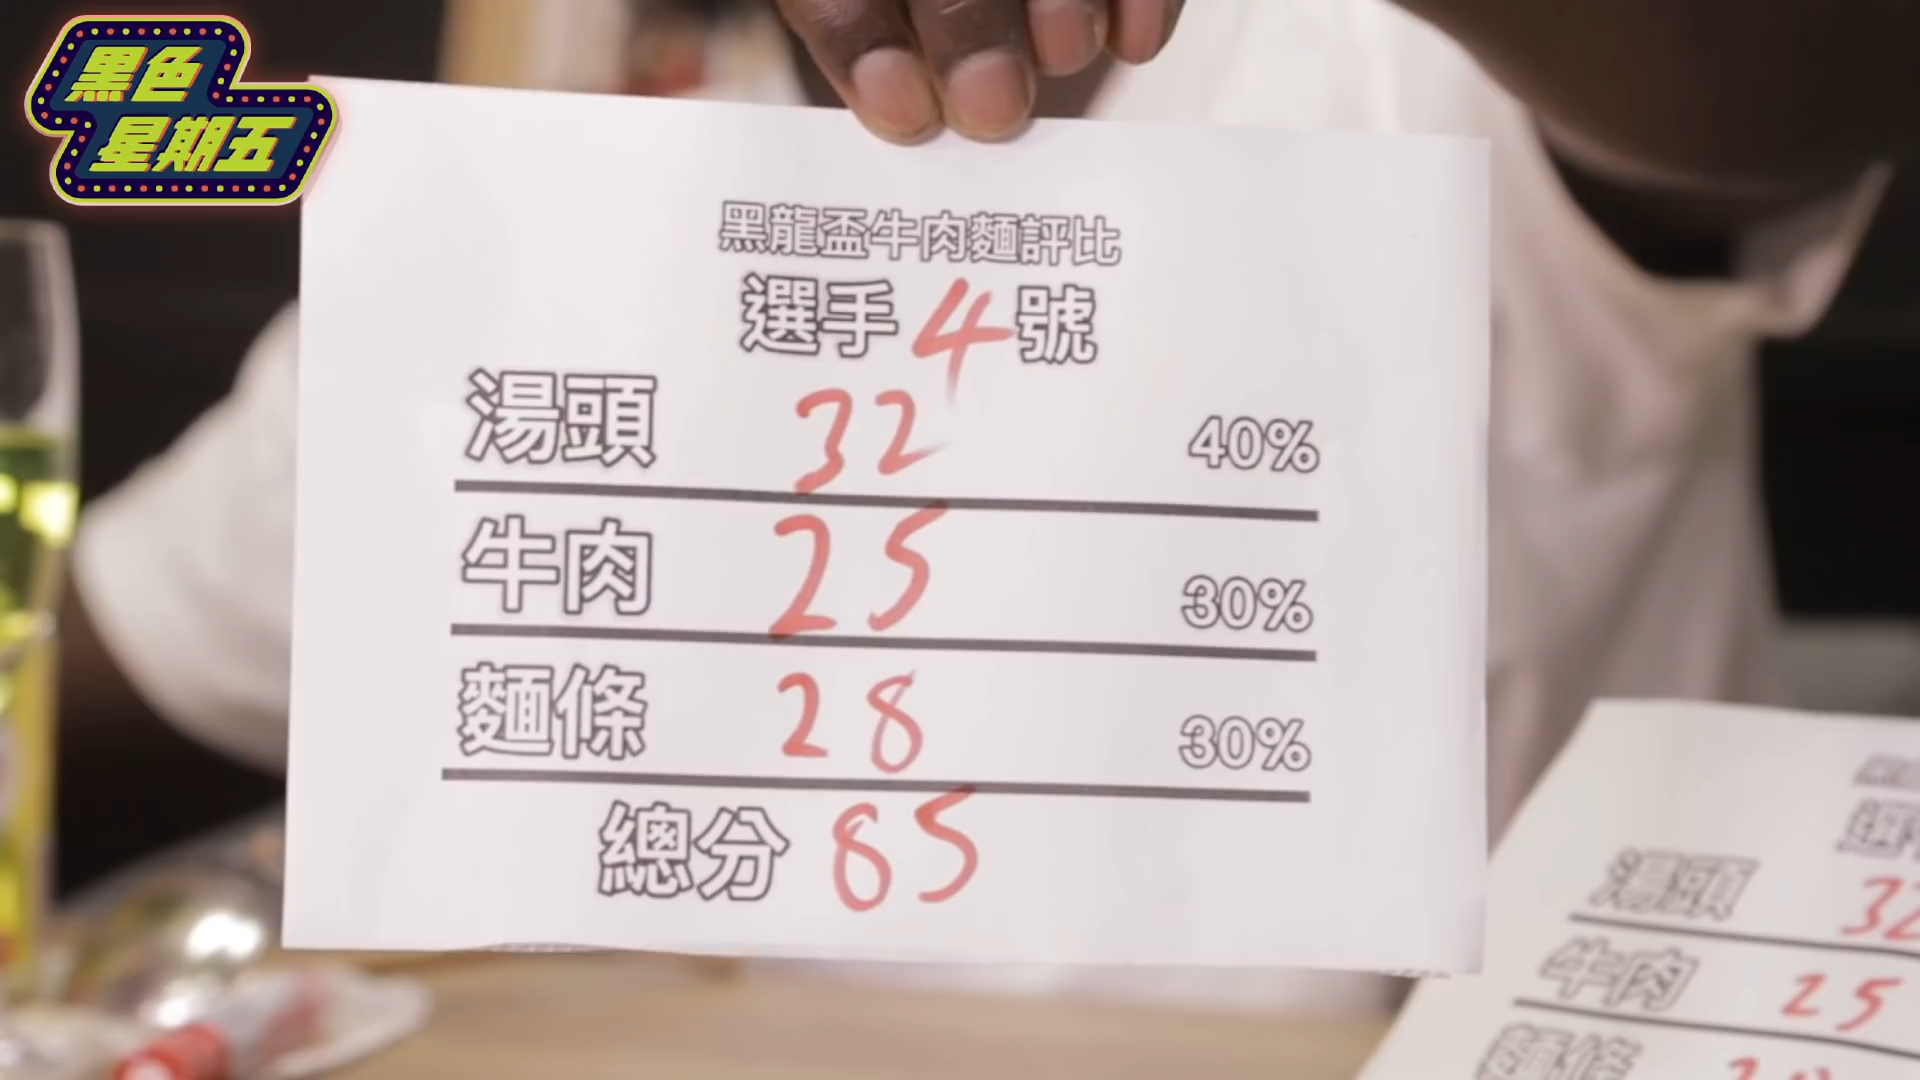 黑色
星期五
黑龍盃牛肉麵評比
選手4號
湯頭 32 40%
牛肉 25 30%
麵條 28 30%
總分 85
湯頭 32
牛肉 25
麵條